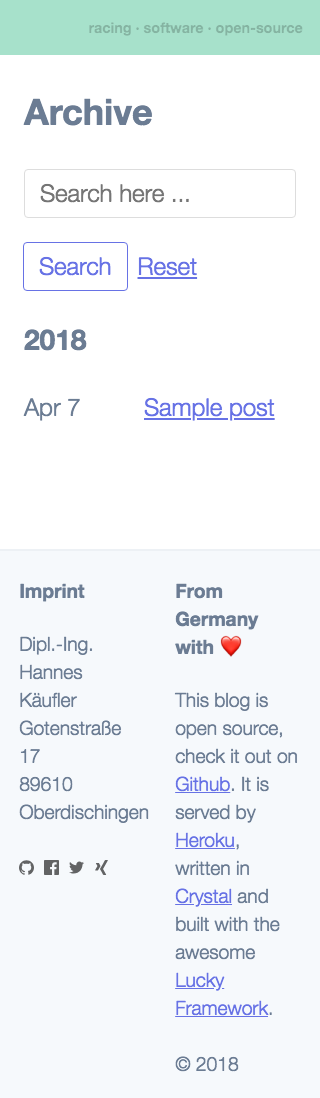 racing · software · open-source
Archive
Search here ...
Search Reset
2018
Apr 7 Sample post
Imprint
Dipl.-Ing.
Hannes
Käufler
Gotenstraße
17
89610
Oberdischingen
From
Germany
with ❤️
This blog is
open source,
check it out on
Github. It is
served by
Heroku,
written in
Crystal and
built with the
awesome
Lucky
Framework.
© 2018